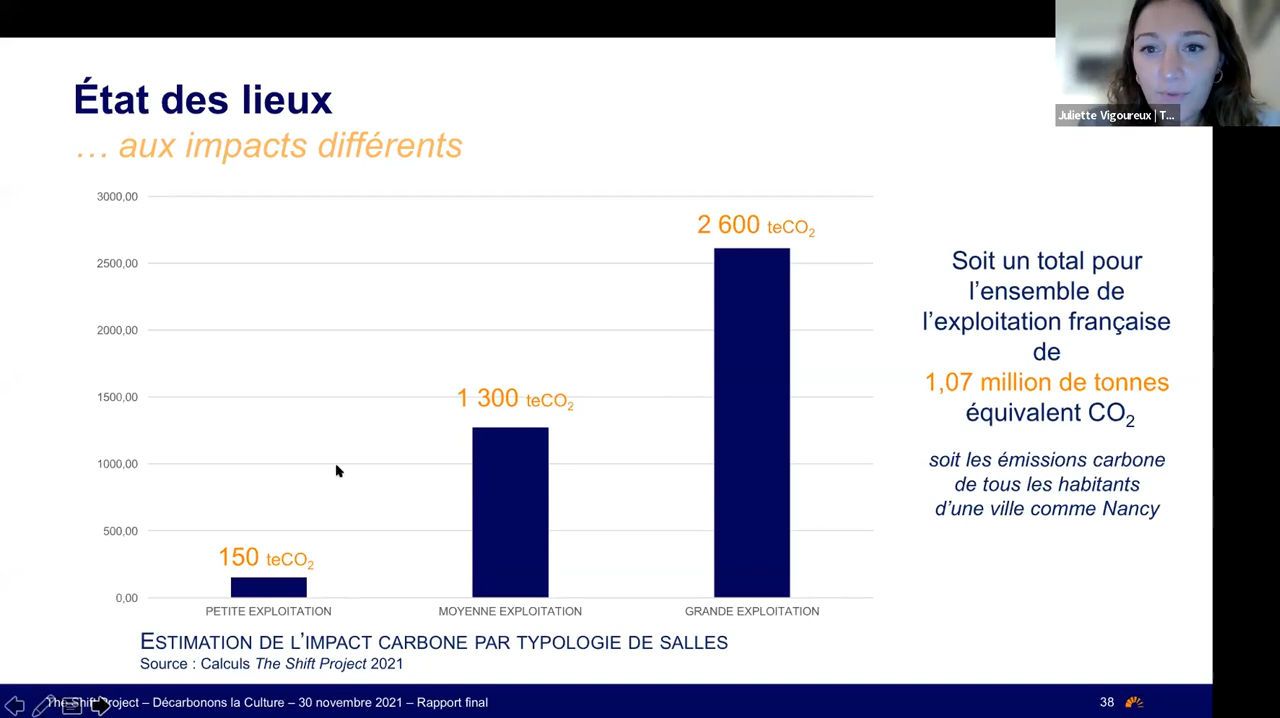 État des lieux
… aux impacts différents
Juliette Vigoureux | T...
3000,00
2500,00
2000,00
1500,00
1000,00
500,00
0,00
150 teCO₂
1 300 teCO₂
2 600 teCO₂
PETITE EXPLOITATION
MOYENNE EXPLOITATION
GRANDE EXPLOITATION
ESTIMATION DE L’IMPACT CARBONE PAR TYPOLOGIE DE SALLES
Source : Calculs The Shift Project 2021
Soit un total pour
l’ensemble de
l’exploitation française
de
1,07 million de tonnes
équivalent CO₂
soit les émissions carbone
de tous les habitants
d’une ville comme Nancy
The Shift Project – Décarbonons la Culture – 30 novembre 2021 – Rapport final
38